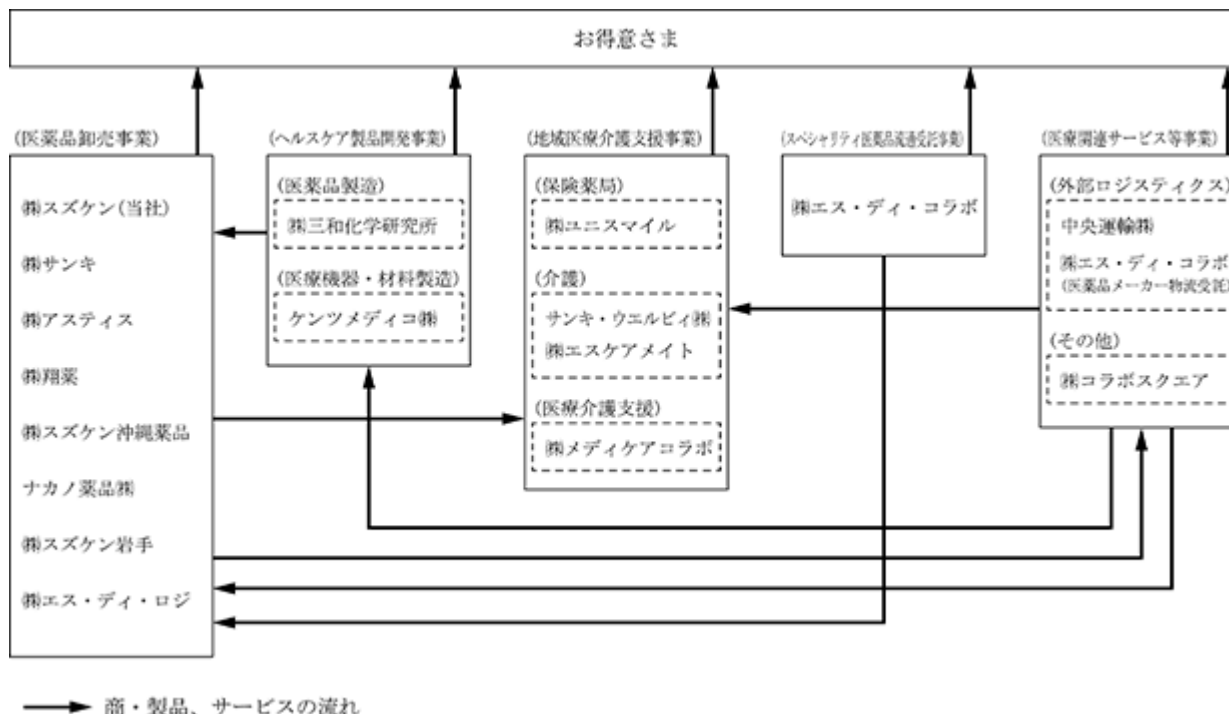 お得意さま
(医薬品卸売事業)
㈱スズケン(当社)
㈱サンキ
㈱アスティス
㈱翔薬
㈱スズケン沖縄薬品
ナカノ薬品㈱
㈱スズケン岩手
㈱エス・ディ・ロジ
(ヘルスケア製品開発事業)
(医薬品製造)
㈱三和化学研究所
(医療機器・材料製造)
ケンツメディコ㈱
(地域医療介護支援事業)
(保険薬局)
㈱ユニスマイル
(介護)
サンキ・ウエルビィ㈱
㈱エスケアメイト
(医療介護支援)
㈱メディケアコラボ
(スペシャリティ医薬品流通受託事業)
㈱エス・ディ・コラボ
(医療関連サービス等事業)
(外部ロジスティクス)
中央運輸㈱
㈱エス・ディ・コラボ
(医薬品メーカー物流受託)
(その他)
㈱コラボスクエア
商・製品、サービスの流れ